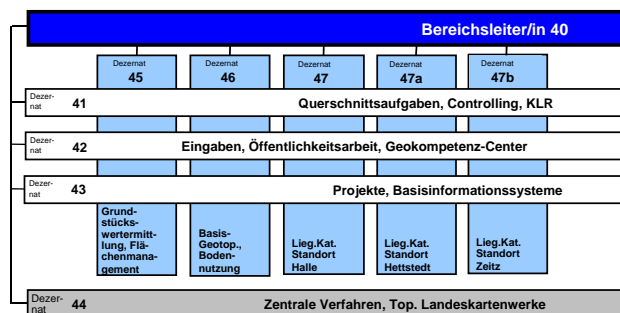 Bereichsleiter/in 40
Dezernat
45
Dezernat
46
Dezernat
47
Dezernat
47a
Dezernat
47b
Dezer-
nat
41
Querschnittsaufgaben, Controlling, KLR
Dezer-
nat
42
Eingaben, Öffentlichkeitsarbeit, Geokompetenz-Center
Dezer-
nat
43
Projekte, Basisinformationssysteme
Grund-
stücks-
wertermitt-
lung, Flä-
chenmana-
gement
Basis-
Geotop.,
Boden-
nutzung
Lieg.Kat.
Standort
Halle
Lieg.Kat.
Standort
Hettstedt
Lieg.Kat.
Standort
Zeitz
Dezer-
nat
44
Zentrale Verfahren, Top. Landeskartenwerke